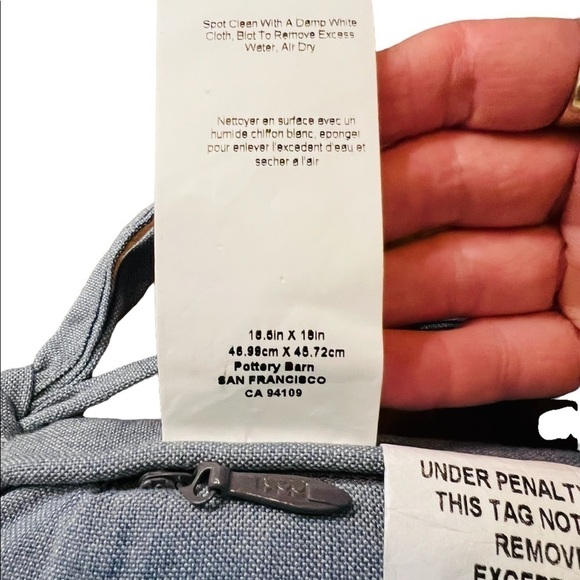 Spot Clean With A Damp White
Cloth, Blot To Remove Excess
Water, Air Dry
Nettoyer en surface avec un
humide chiffon blanc, eponger
pour enlever l'excedent d'eau et
secher a l'air
18.5in X 18in
46.99cm X 45.72cm
Pottery Barn
SAN FRANCISCO
CA 94109
UNDER PENALTY
THIS TAG NOT
REMOV
EXCEPT